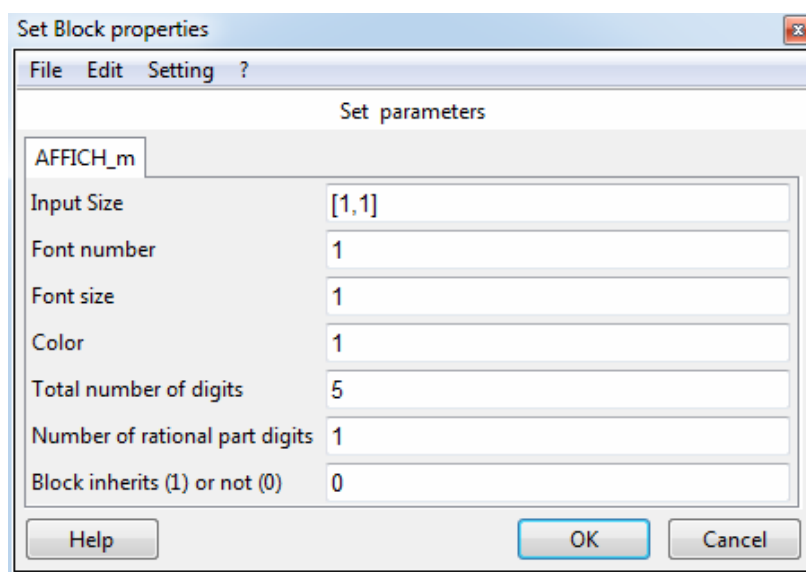 Set Block properties
File Edit Setting ?
Set parameters
AFFICH_m
Input Size [1,1]
Font number 1
Font size 1
Color 1
Total number of digits 5
Number of rational part digits 1
Block inherits (1) or not (0) 0
Help OK Cancel